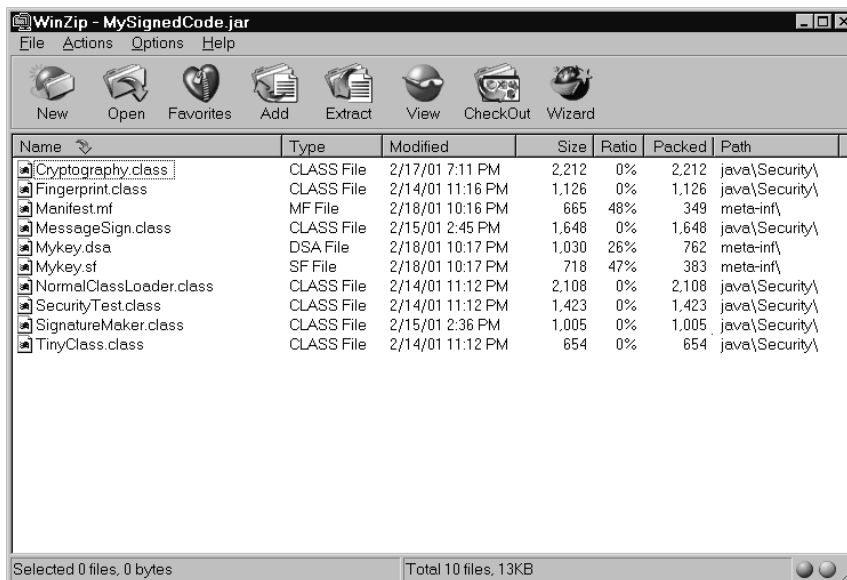 WinZip - MySignedCode.jar
File Actions Options Help
New Open Favorites Add Extract View CheckOut Wizard
Name Type Modified Size Ratio Packed Path
Cryptography.class CLASS File 2/17/01 7:11 PM 2,212 0% 2,212 java\Security\
Fingerprint.class CLASS File 2/14/01 11:16 PM 1,126 0% 1,126 java\Security\
Manifest.mf MF File 2/18/01 10:16 PM 665 48% 349 meta-inf\
MessageSign.class CLASS File 2/15/01 2:45 PM 1,648 0% 1,648 java\Security\
Mykey.dsa DSA File 2/18/01 10:17 PM 1,030 26% 762 meta-inf\
Mykey.sf SF File 2/18/01 10:17 PM 718 47% 383 meta-inf\
NormalClassLoader.class CLASS File 2/14/01 11:12 PM 2,108 0% 2,108 java\Security\
SecurityTest.class CLASS File 2/14/01 11:12 PM 1,423 0% 1,423 java\Security\
SignatureMaker.class CLASS File 2/15/01 2:36 PM 1,005 0% 1,005 java\Security\
TinyClass.class CLASS File 2/14/01 11:12 PM 654 0% 654 java\Security\
Selected 0 files, 0 bytes Total 10 files, 13KB